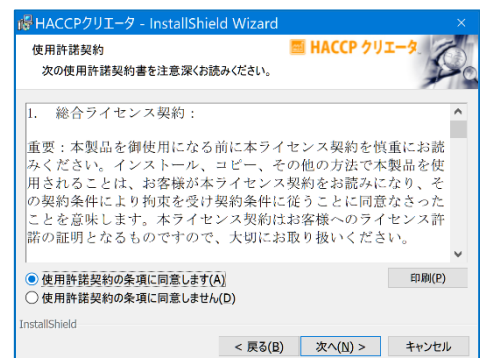 HACCPクリエータ - InstallShield Wizard
使用許諾契約
HACCP クリエータ
次の使用許諾契約書を注意深くお読みください。
1. 総合ライセンス契約：
重要：本製品を御使用になる前に本ライセンス契約を慎重にお読
みください。インストール、コピー、その他の方法で本製品を使
用されることは、お客様が本ライセンス契約をお読みになり、そ
の契約条件により拘束を受け契約条件に従うことに同意なさった
ことを意味します。本ライセンス契約はお客様へのライセンス許
諾の証明となるものですので、大切にお取り扱いください。
使用許諾契約の条項に同意します(A)
印刷(P)
使用許諾契約の条項に同意しません(D)
InstallShield
< 戻る(B)
次へ(N) >
キャンセル